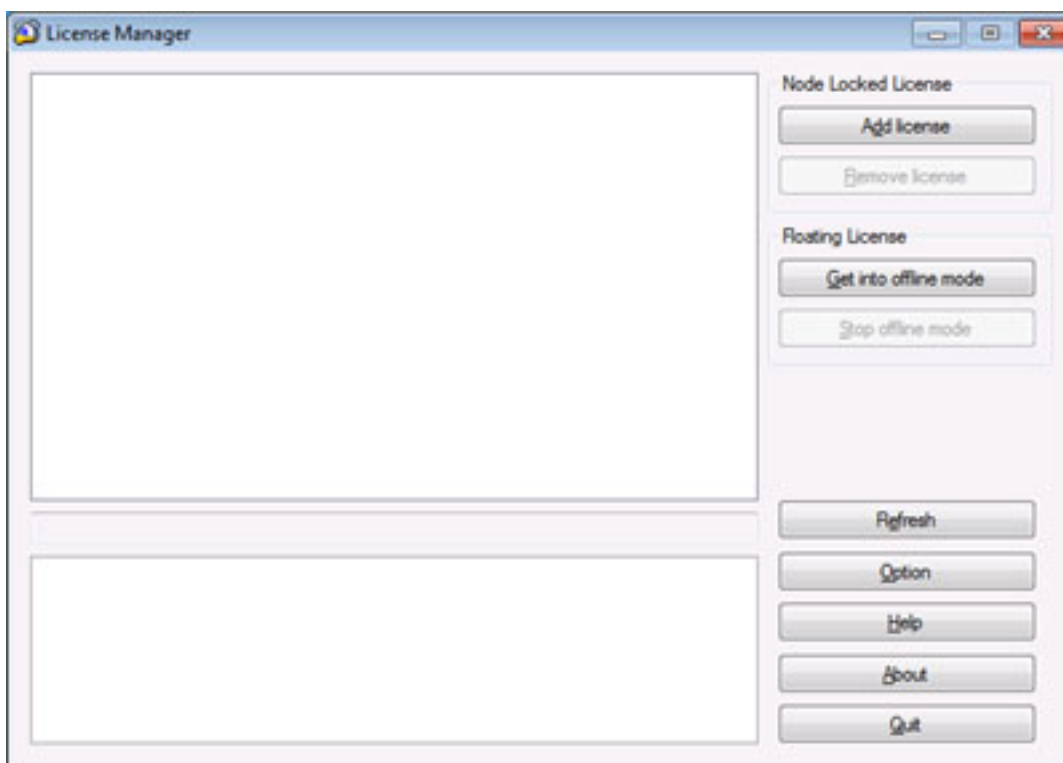 License Manager
Node Locked License
Add license
Remove license
Floating License
Get into offline mode
Stop offline mode
Refresh
Option
Help
About
Quit